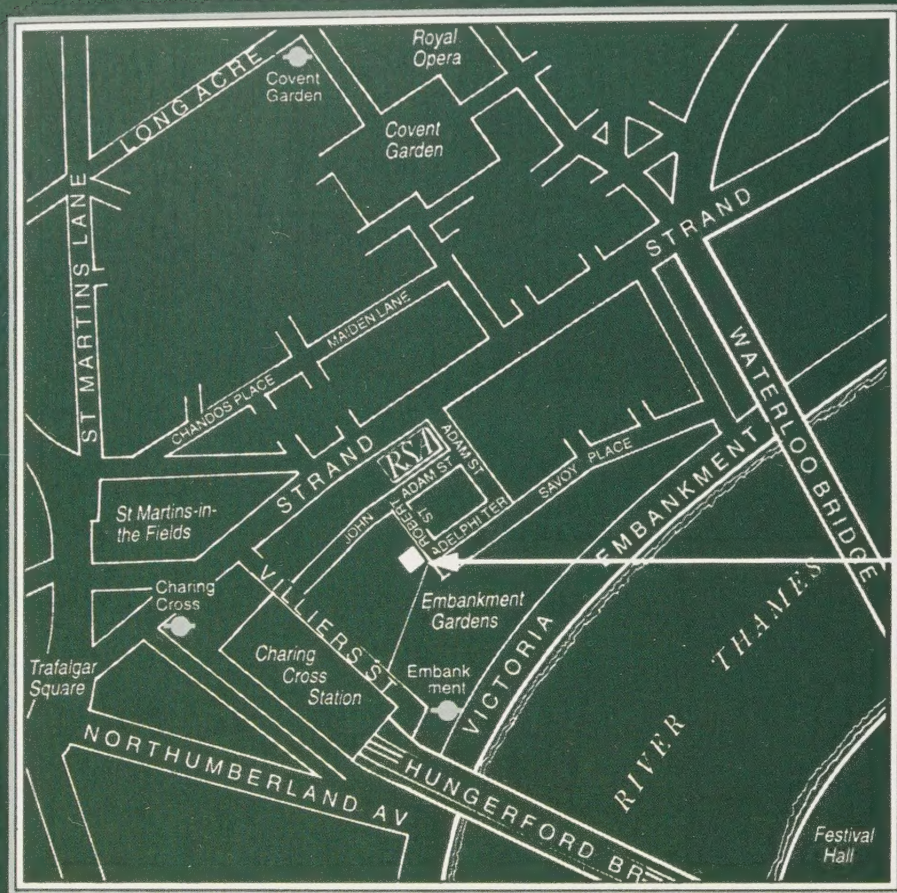 Royal
Opera
LONG ACRE
Covent
Garden
Covent
Garden
ST MARTINS LANE
STRAND
MAIDEN LANE
CHANDOS PLACE
WATERLOO BRIDGE
STRAND
RSA
ADAM ST
ADAM ST
JOHN
ROBERT
ST
ADELPHI TER
SAVOY PLACE
St Martins-in-
the Fields
VICTORIA EMBANKMENT
Charing
Cross
VILLIERS ST
Embankment
Gardens
RIVER THAMES
Trafalgar
Square
Charing
Cross
Station
Embank
ment
NORTHUMBERLAND AV
HUNGERFORD BR
Festival
Hall